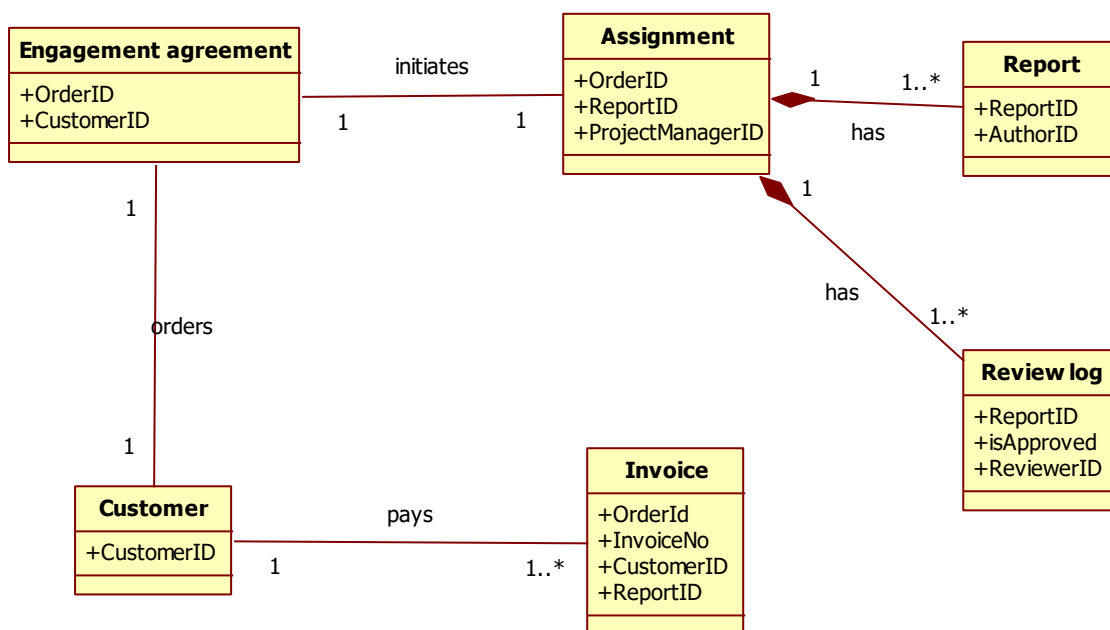 Engagement agreement
+OrderID
+CustomerID
initiates
1
1
Assignment
+OrderID
+ReportID
+ProjectManagerID
1
1..*
has
Report
+ReportID
+AuthorID
1
has
1..*
Review log
+ReportID
+isApproved
+ReviewerID
1
orders
1
Customer
+CustomerID
pays
1
1..*
Invoice
+OrderId
+InvoiceNo
+CustomerID
+ReportID